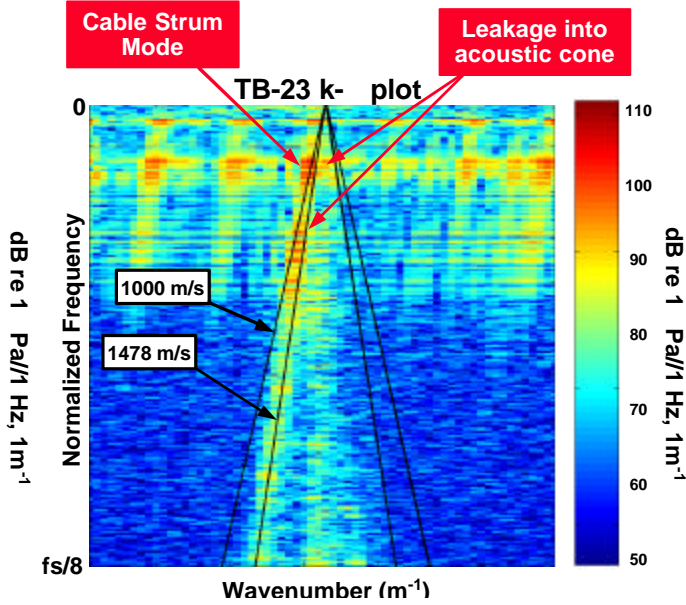 Cable Strum
Mode
Leakage into
acoustic cone
TB-23 k- plot
0
110
100
90
80
70
60
50
dB re 1 Pa//1 Hz, 1m-1
Normalized Frequency
1000 m/s
1478 m/s
dB re 1 Pa//1 Hz, 1m-1
fs/8
Wavenumber (m-1)